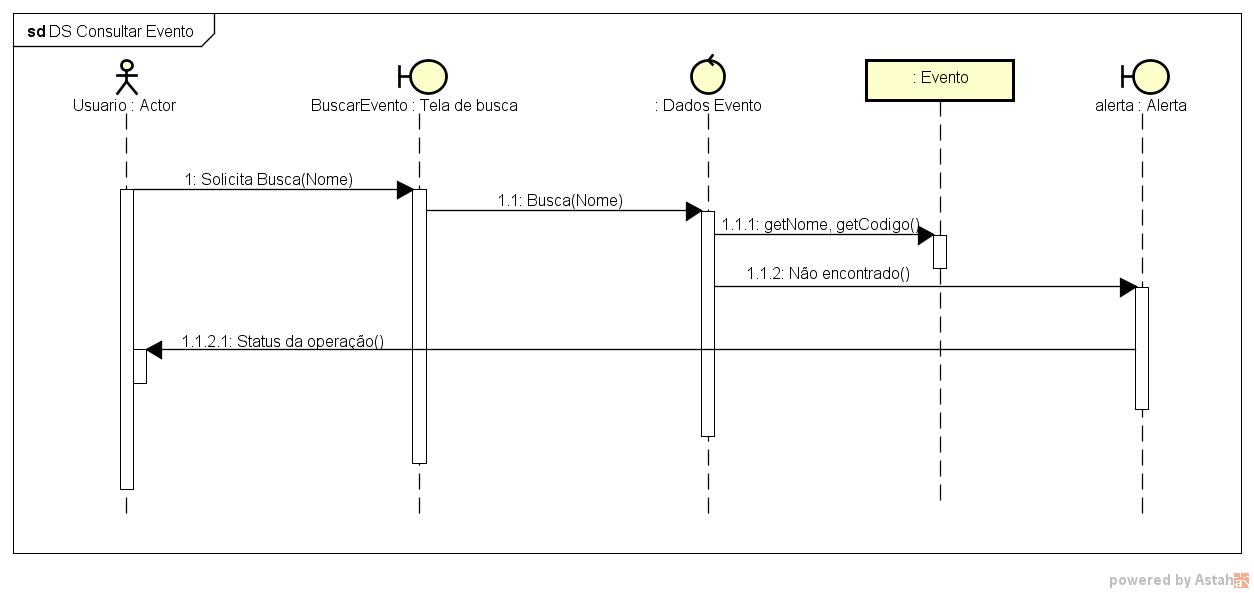 sd DS Consultar Evento
Usuario : Actor
BuscarEvento : Tela de busca
: Dados Evento
: Evento
alerta : Alerta
1: Solicita Busca(Nome)
1.1: Busca(Nome)
1.1.1: getNome, getCodigo()
1.1.2: Não encontrado()
1.1.2.1: Status da operação()
powered by Astah